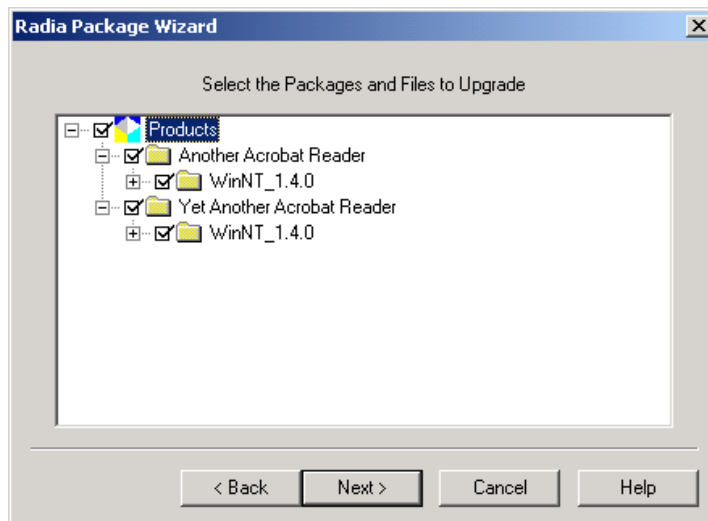 Radia Package Wizard
Select the Packages and Files to Upgrade
Products
Another Acrobat Reader
WinNT_1.4.0
Yet Another Acrobat Reader
WinNT_1.4.0
< Back Next > Cancel Help